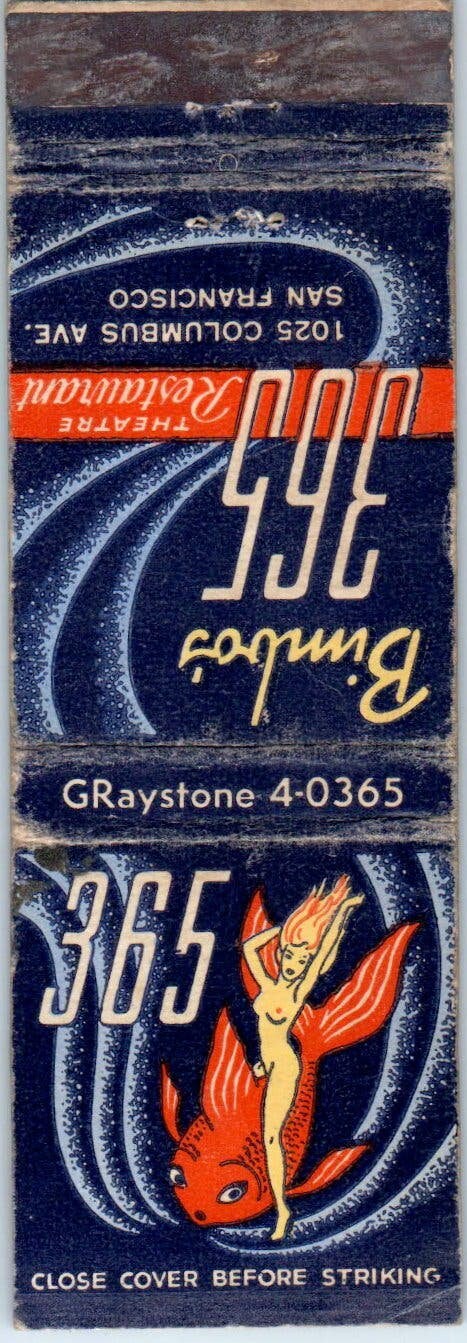 Bimbo's
365
THEATRE
Restaurant
1025 COLUMBUS AVE.
SAN FRANCISCO
GRaystone 4-0365
365
CLOSE COVER BEFORE STRIKING